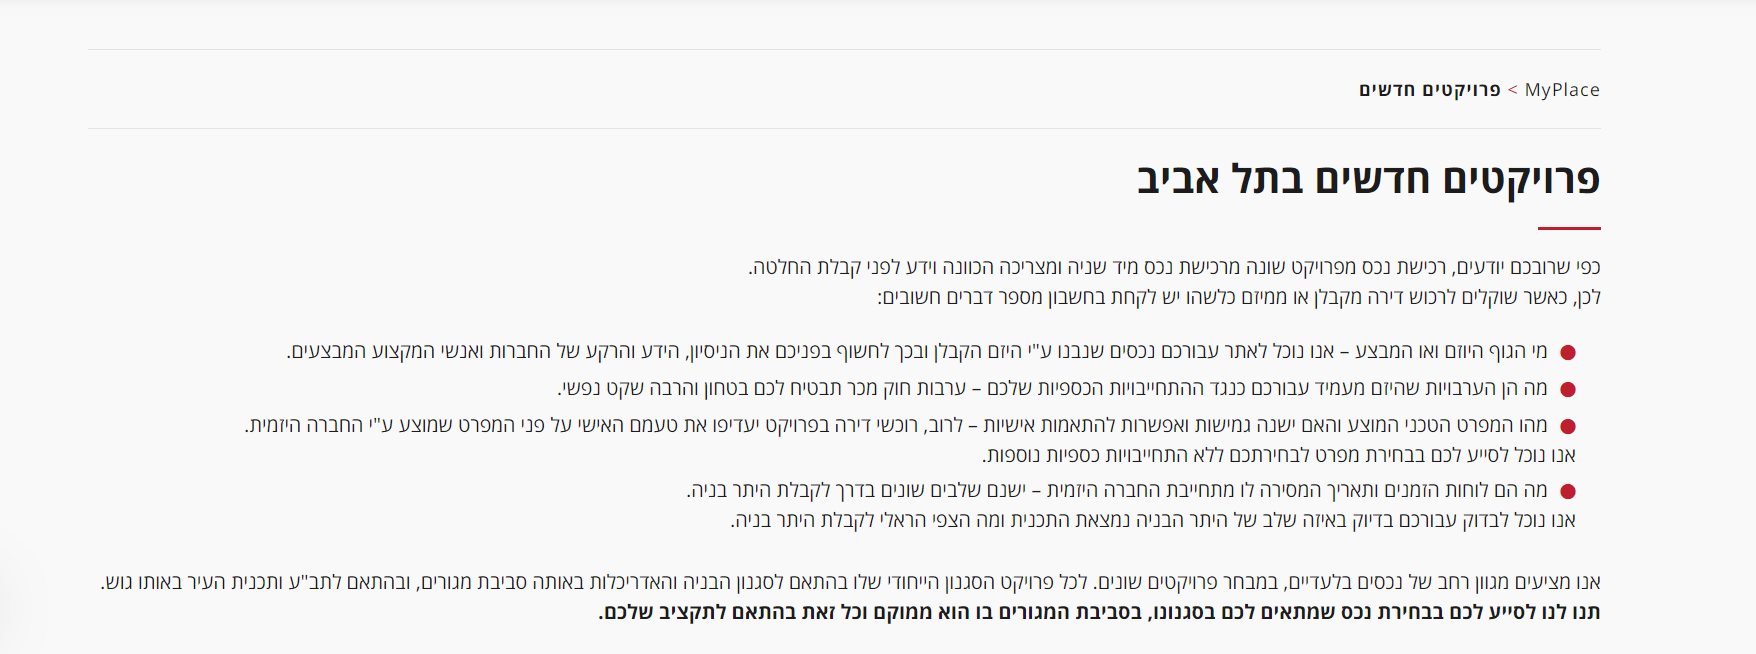 MyPlace > פרויקטים חדשים
פרויקטים חדשים בתל אביב
כפי שרובכם יודעים, רכישת נכס מפרויקט שונה מרכישת נכס מיד שניה ומצריכה הכוונה וידע לפני קבלת החלטה.
לכן, כאשר שוקלים לרכוש דירה מקבלן או ממיזם כלשהו יש לקחת בחשבון מספר דברים חשובים:
מי הגוף היוזם ואו המבצע – אנו נוכל לאתר עבורכם נכסים שנבנו ע"י היזם הקבלן ובכך לחשוף בפניכם את הניסיון, הידע והרקע של החברות ואנשי המקצוע המבצעים.
מה הן הערבויות שהיזם מעמיד עבורכם כנגד ההתחייבויות הכספיות שלכם – ערבות חוק מכר תבטיח לכם בטחון והרבה שקט נפשי.
מהו המפרט הטכני המוצע והאם ישנה גמישות ואפשרות להתאמות אישיות – לרוב, רוכשי דירה בפרויקט יעדיפו את טעמם האישי על פני המפרט שמוצע ע"י החברה היזמית.
אנו נוכל לסייע לכם בבחירת מפרט לבחירתכם ללא התחייבויות כספיות נוספות.
מה הם לוחות הזמנים ותאריך המסירה לו מתחייבת החברה היזמית – ישנם שלבים שונים בדרך לקבלת היתר בניה.
אנו נוכל לבדוק עבורכם בדיוק באיזה שלב של היתר הבניה נמצאת התכנית ומה הצפי הראלי לקבלת היתר בניה.
אנו מציעים מגוון רחב של נכסים בלעדיים, במבחר פרויקטים שונים. לכל פרויקט הסגנון הייחודי שלו בהתאם לסגנון הבניה והאדריכלות באותה סביבת מגורים, ובהתאם לתב"ע ותכנית העיר באותו גוש.
תנו לנו לסייע לכם בבחירת נכס שמתאים לכם בסגנונו, בסביבת המגורים בו הוא ממוקם וכל זאת בהתאם לתקציב שלכם.